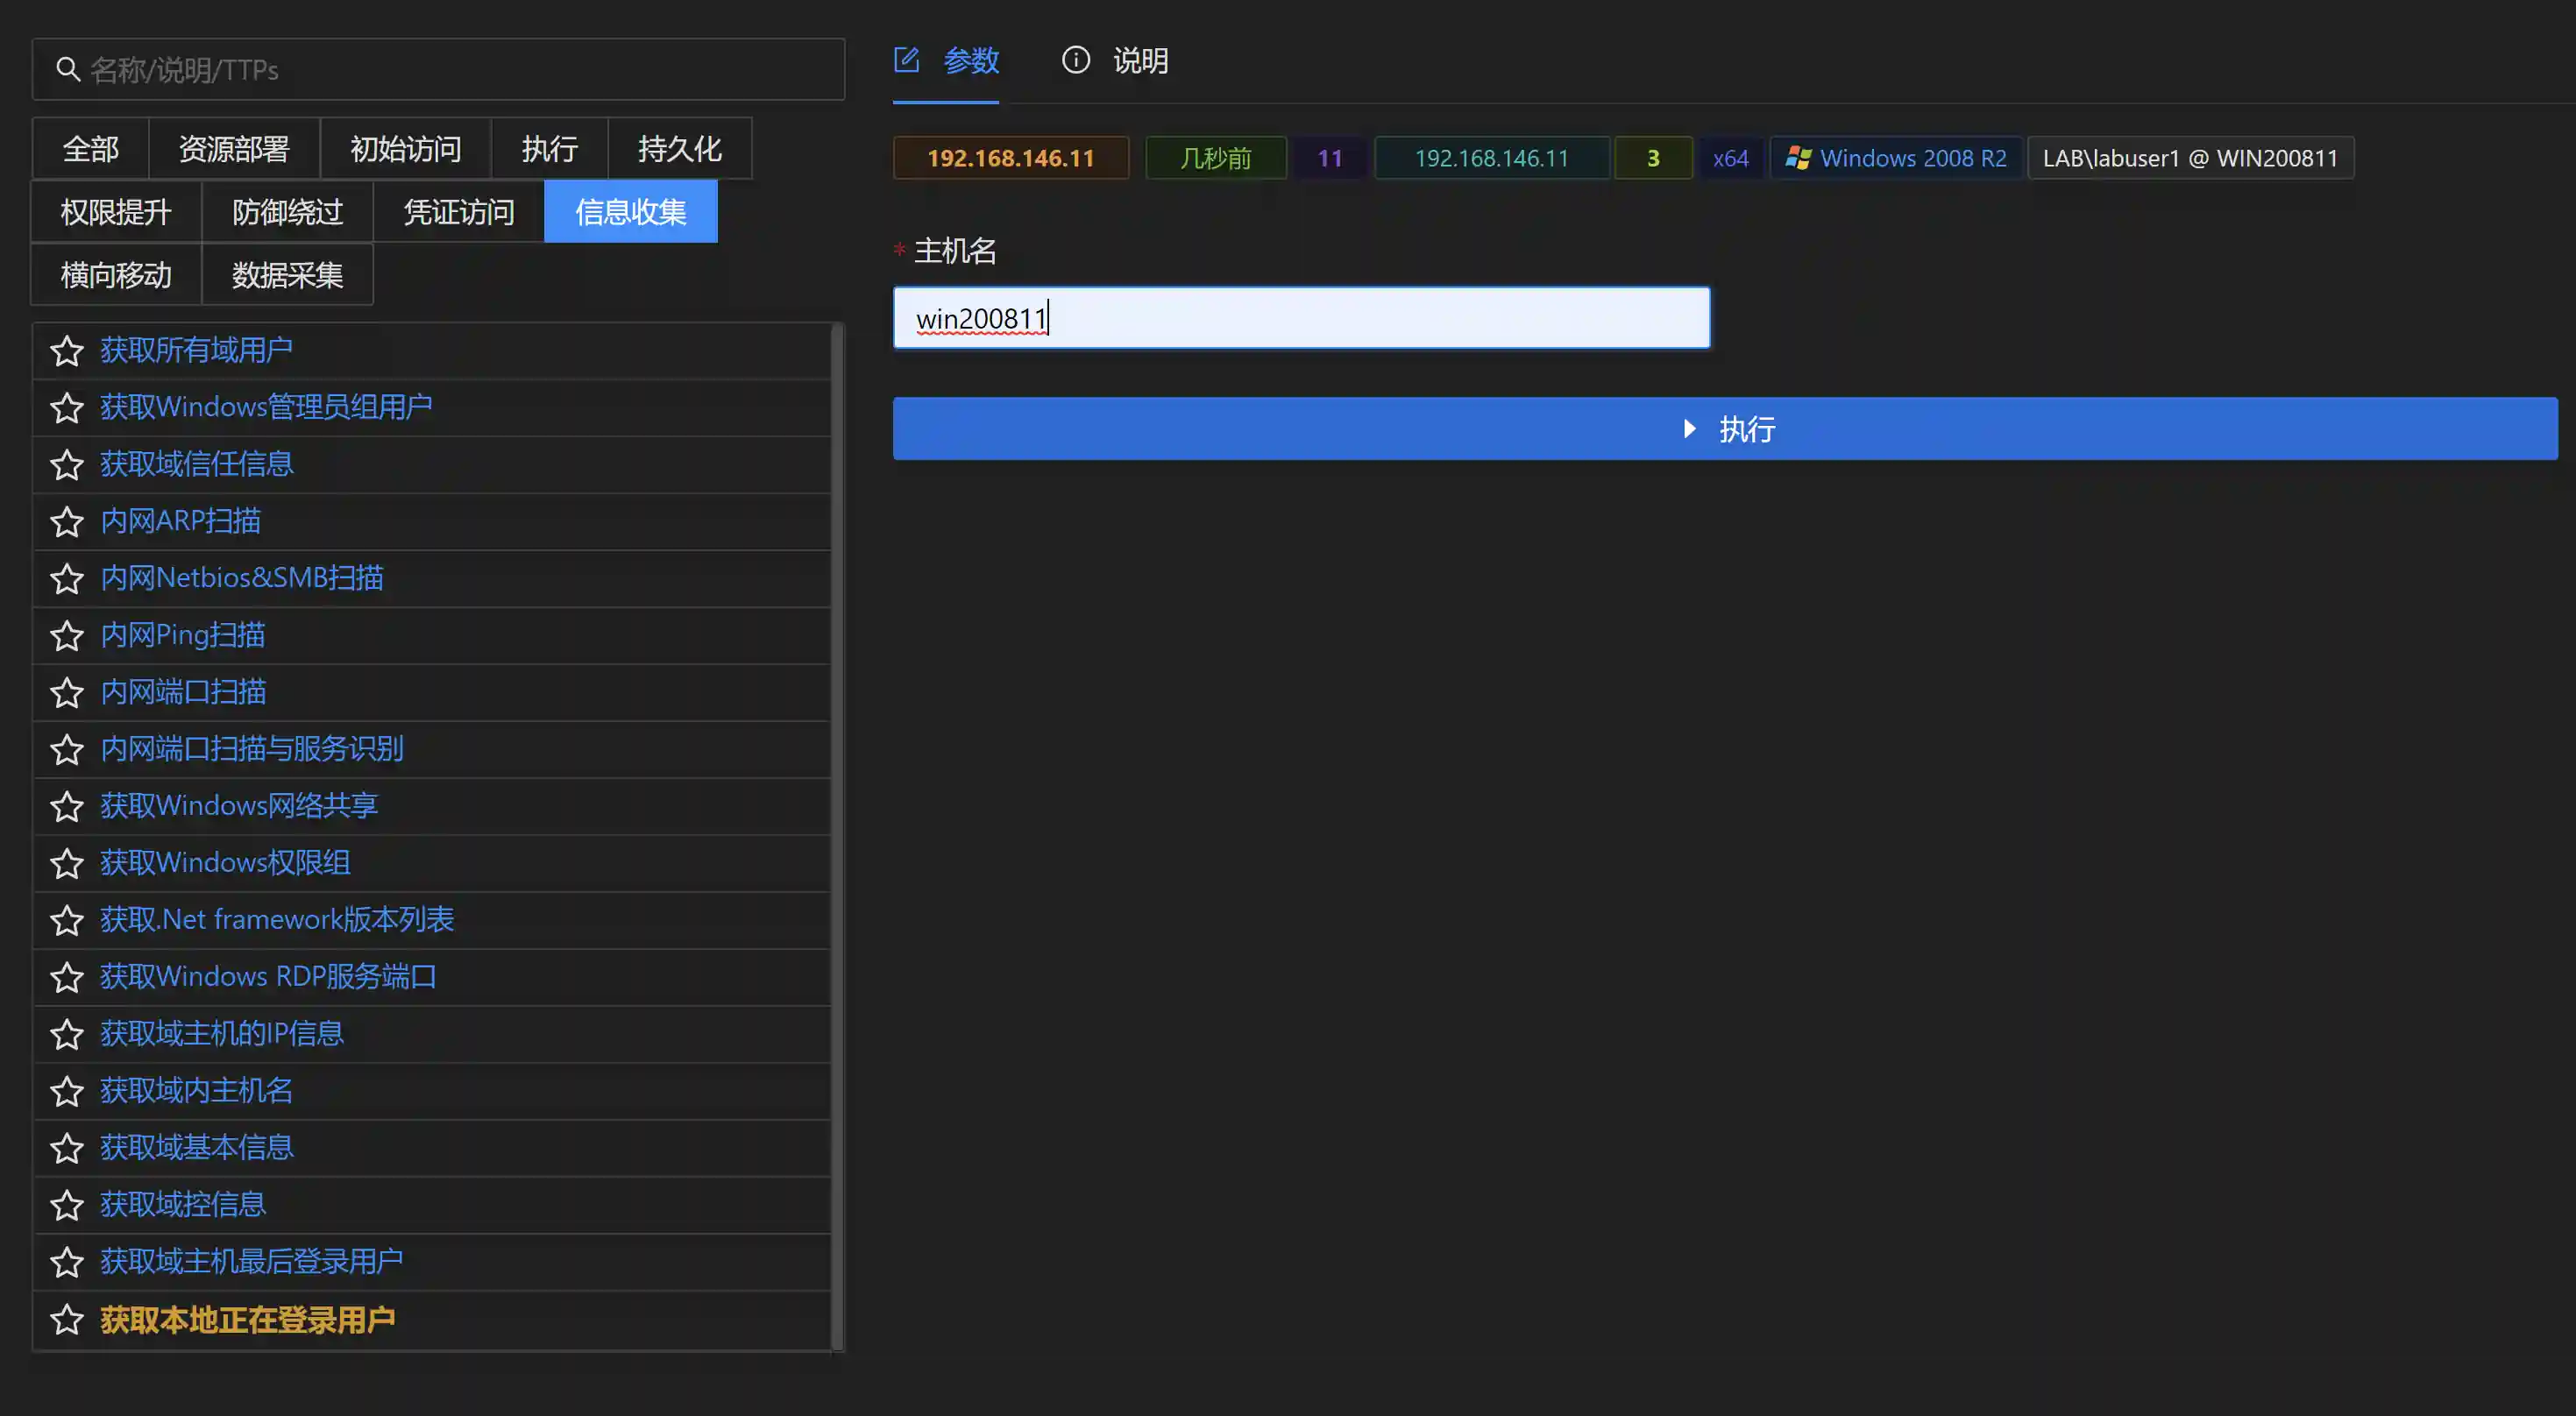 名称/说明/TTPs
全部 资源部署 初始访问 执行 持久化
权限提升 防御绕过 凭证访问 信息收集
横向移动 数据采集
获取所有域用户
获取Windows管理员组用户
获取域信任信息
内网ARP扫描
内网Netbios&SMB扫描
内网Ping扫描
内网端口扫描
内网端口扫描与服务识别
获取Windows网络共享
获取Windows权限组
获取.Net framework版本列表
获取Windows RDP服务端口
获取域主机的IP信息
获取域内主机名
获取域基本信息
获取域控信息
获取域主机最后登录用户
获取本地正在登录用户
参数 说明
192.168.146.11 几秒前 11 192.168.146.11 3 x64 Windows 2008 R2 LAB\labuser1 @ WIN200811
* 主机名
win200811
执行